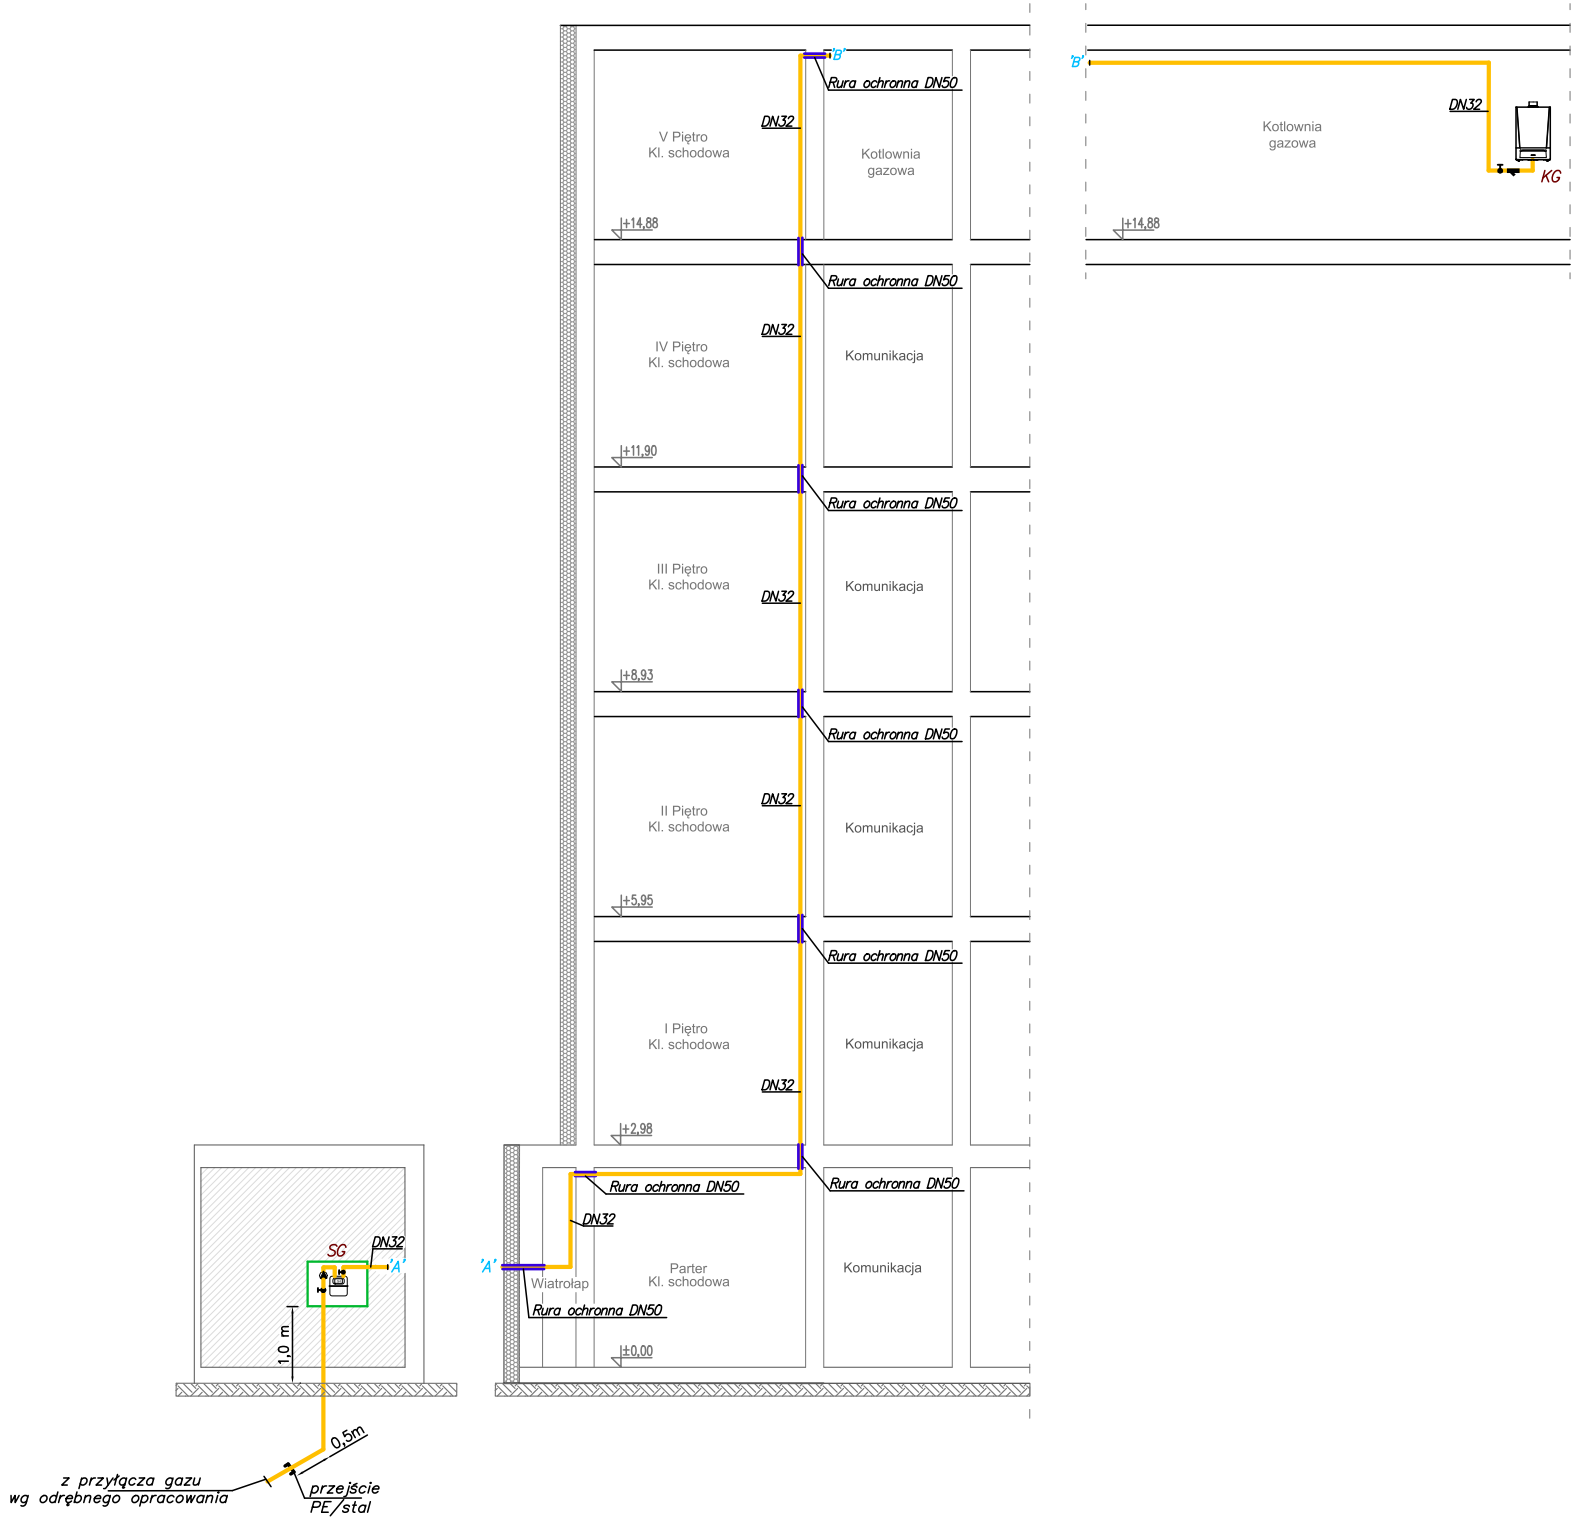 'B'
Rura ochronna DN50
DN32
V Piętro
Kl. schodowa
Kotlownia
gazowa
+14,88
'B'
DN32
Kotlownia
gazowa
KG
+14,88
Rura ochronna DN50
DN32
IV Piętro
Kl. schodowa
Komunikacja
+11,90
Rura ochronna DN50
III Piętro
Kl. schodowa
DN32
Komunikacja
+8,93
Rura ochronna DN50
DN32
II Piętro
Kl. schodowa
Komunikacja
+5,95
Rura ochronna DN50
I Piętro
Kl. schodowa
Komunikacja
DN32
+2,98
Rura ochronna DN50
Rura ochronna DN50
DN32
'A'
Wiatrołap
Parter
Kl. schodowa
Komunikacja
Rura ochronna DN50
±0,00
SG
DN32
'A'
1,0 m
0,5m
z przyłącza gazu
wg odrębnego opracowania
przejście
PE/stal